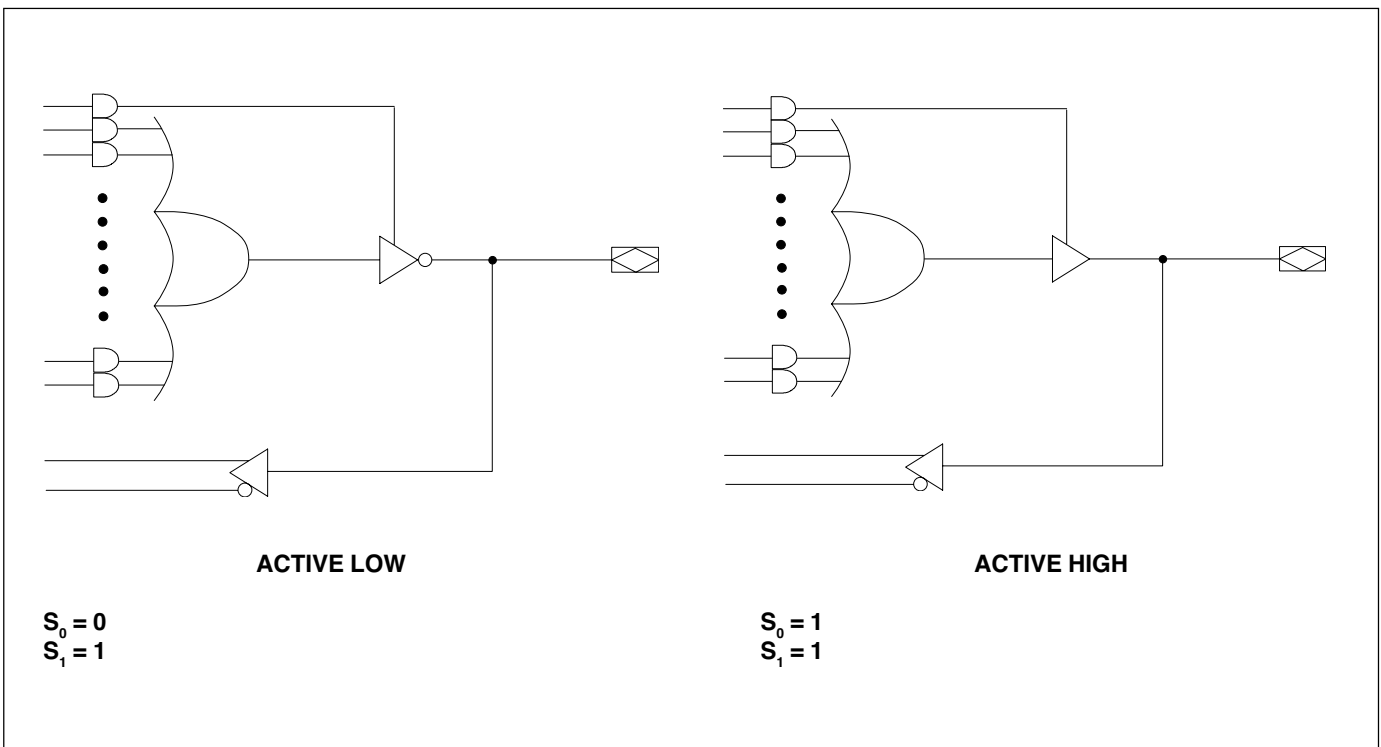 ACTIVE LOW
ACTIVE HIGH
S₀ = 0
S₁ = 1
S₀ = 1
S₁ = 1